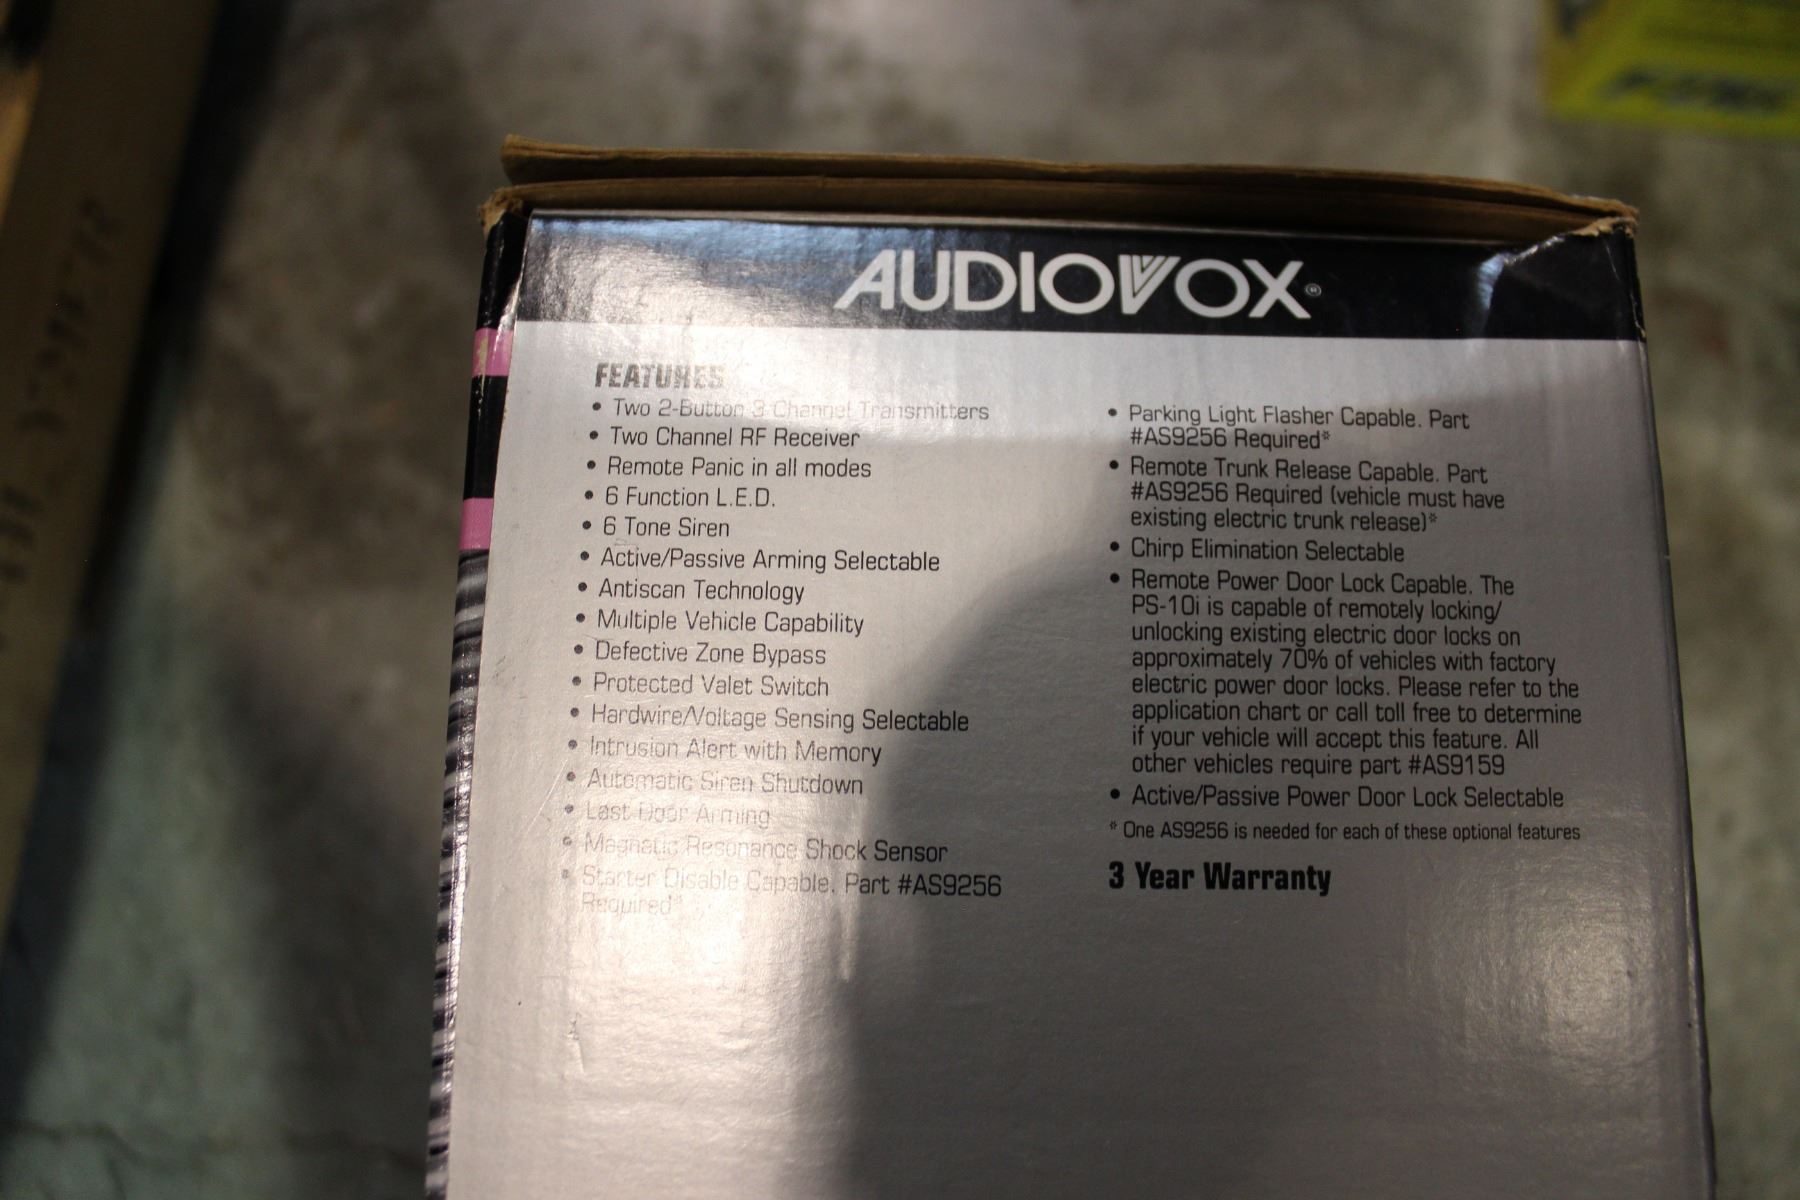 AUDIOVOX®
FEATURES
• Two 2-Button 3 Channel Transmitters
• Two Channel RF Receiver
• Remote Panic in all modes
• 6 Function L.E.D.
• 6 Tone Siren
• Active/Passive Arming Selectable
• Antiscan Technology
• Multiple Vehicle Capability
• Defective Zone Bypass
• Protected Valet Switch
• Hardwire/Voltage Sensing Selectable
• Intrusion Alert with Memory
• Automatic Siren Shutdown
• Last Door Arming
• Magnetic Resonance Shock Sensor
• Starter Disable Capable. Part #AS9256
Required*
• Parking Light Flasher Capable. Part
#AS9256 Required*
• Remote Trunk Release Capable. Part
#AS9256 Required (vehicle must have
existing electric trunk release)*
• Chirp Elimination Selectable
• Remote Power Door Lock Capable. The
PS-10i is capable of remotely locking/
unlocking existing electric door locks on
approximately 70% of vehicles with factory
electric power door locks. Please refer to the
application chart or call toll free to determine
if your vehicle will accept this feature. All
other vehicles require part #AS9159
• Active/Passive Power Door Lock Selectable
* One AS9256 is needed for each of these optional features
3 Year Warranty